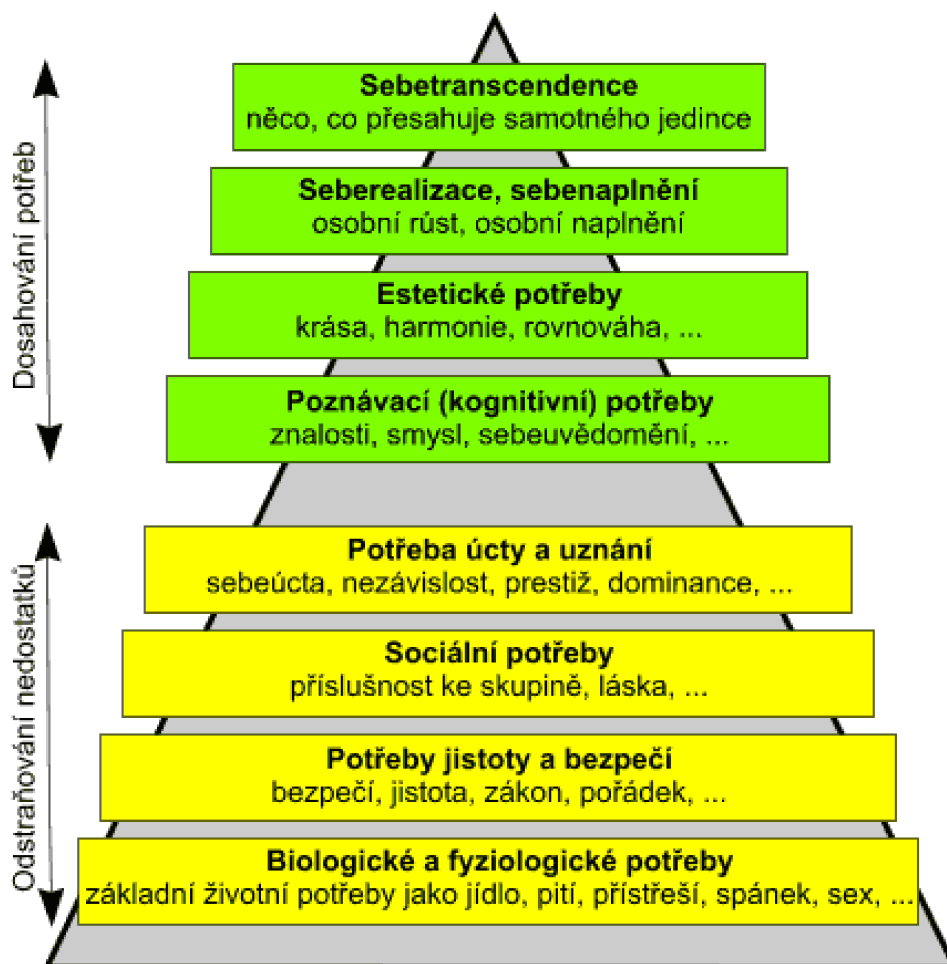 Dosahování potřeb
Sebetranscendence
něco, co přesahuje samotného jedince
Seberealizace, sebenaplnění
osobní růst, osobní naplnění
Estetické potřeby
krása, harmonie, rovnováha, ...
Poznávací (kognitivní) potřeby
znalosti, smysl, sebeuvědomění, ...
Odstraňování nedostatků
Potřeba úcty a uznání
sebeúcta, nezávislost, prestiž, dominance, ...
Sociální potřeby
příslušnost ke skupině, láska, ...
Potřeby jistoty a bezpečí
bezpečí, jistota, zákon, pořádek, ...
Biologické a fyziologické potřeby
základní životní potřeby jako jídlo, pití, přístřeší, spánek, sex, ...